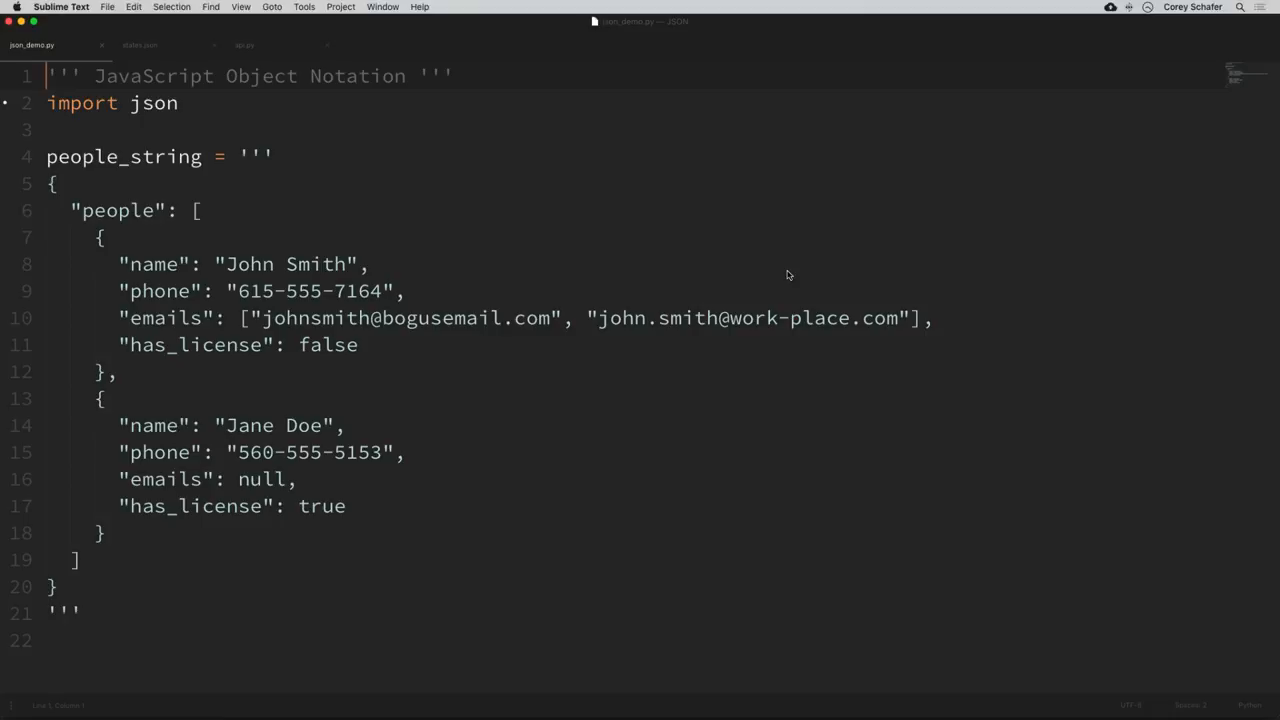 Sublime Text File Edit Selection Find View Goto Tools Project Window Help Corey Schafer
json_demo.py — JSON
json_demo.py × states.json × api.py ×
1 ''' JavaScript Object Notation '''
2 import json
3
4 people_string = '''
5 {
6 "people": [
7 {
8 "name": "John Smith",
9 "phone": "615-555-7164",
10 "emails": ["johnsmith@bogusemail.com", "john.smith@work-place.com"],
11 "has_license": false
12 },
13 {
14 "name": "Jane Doe",
15 "phone": "560-555-5153",
16 "emails": null,
17 "has_license": true
18 }
19 ]
20 }
21 '''
22
Line 1, Column 1 UTF-8 Spaces: 2 Python